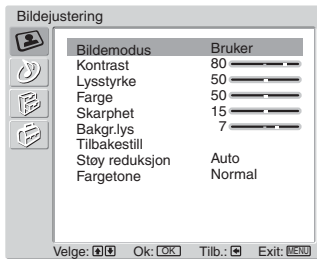 Bildejustering
Bildemodus Bruker
Kontrast 80
Lysstyrke 50
Farge 50
Skarphet 15
Bakgr.lys 7
Tilbakestill
Støy reduksjon Auto
Fargetone Normal
Velge: Ok: OK Tilb.: Exit: MENU